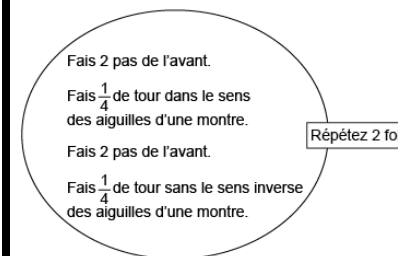 Fais 2 pas de l'avant.
Fais 1/4 de tour dans le sens
des aiguilles d'une montre.
Fais 2 pas de l'avant.
Fais 1/4 de tour sans le sens inverse
des aiguilles d'une montre.
Répétez 2 fo